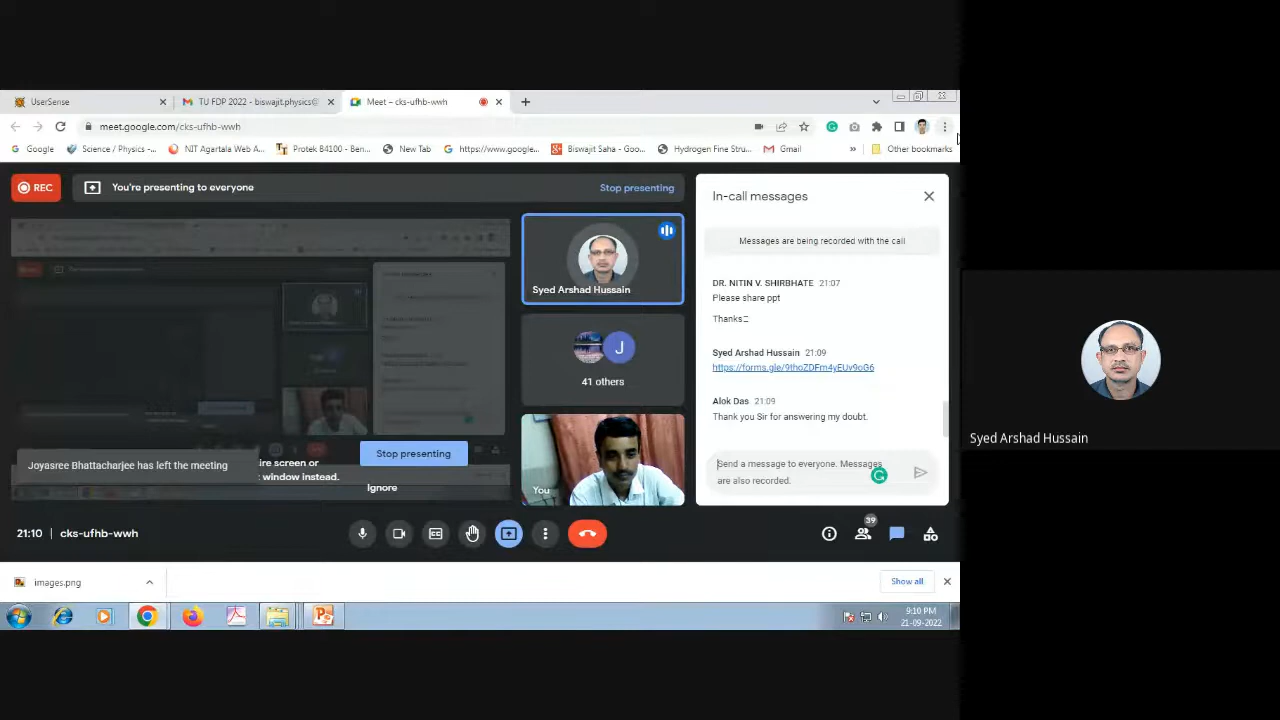 UserSense
TU FDP 2022 - biswajit.physics@
Meet – cks-ufhb-wwh
meet.google.com/cks-ufhb-wwh
Google
Science / Physics -...
NIT Agartala Web A...
Protek B4100 - Ben...
New Tab
https://www.google...
Biswajit Saha - Goo...
Hydrogen Fine Stru...
Gmail
»
Other bookmarks
REC
You're presenting to everyone
Stop presenting
In-call messages
Messages are being recorded with the call
Syed Arshad Hussain
DR. NITIN V. SHIRBHATE 21:07
Please share ppt
Thanks
J
41 others
Syed Arshad Hussain 21:09
https://forms.gle/9thoZDFm4yEUv9oG6
Alok Das 21:09
Thank you Sir for answering my doubt.
Joyasree Bhattacharjee has left the meeting
ire screen or
t window instead.
Stop presenting
Ignore
You
Send a message to everyone. Messages
are also recorded.
21:10 cks-ufhb-wwh
39
images.png
Show all
9:10 PM
21-09-2022
Syed Arshad Hussain